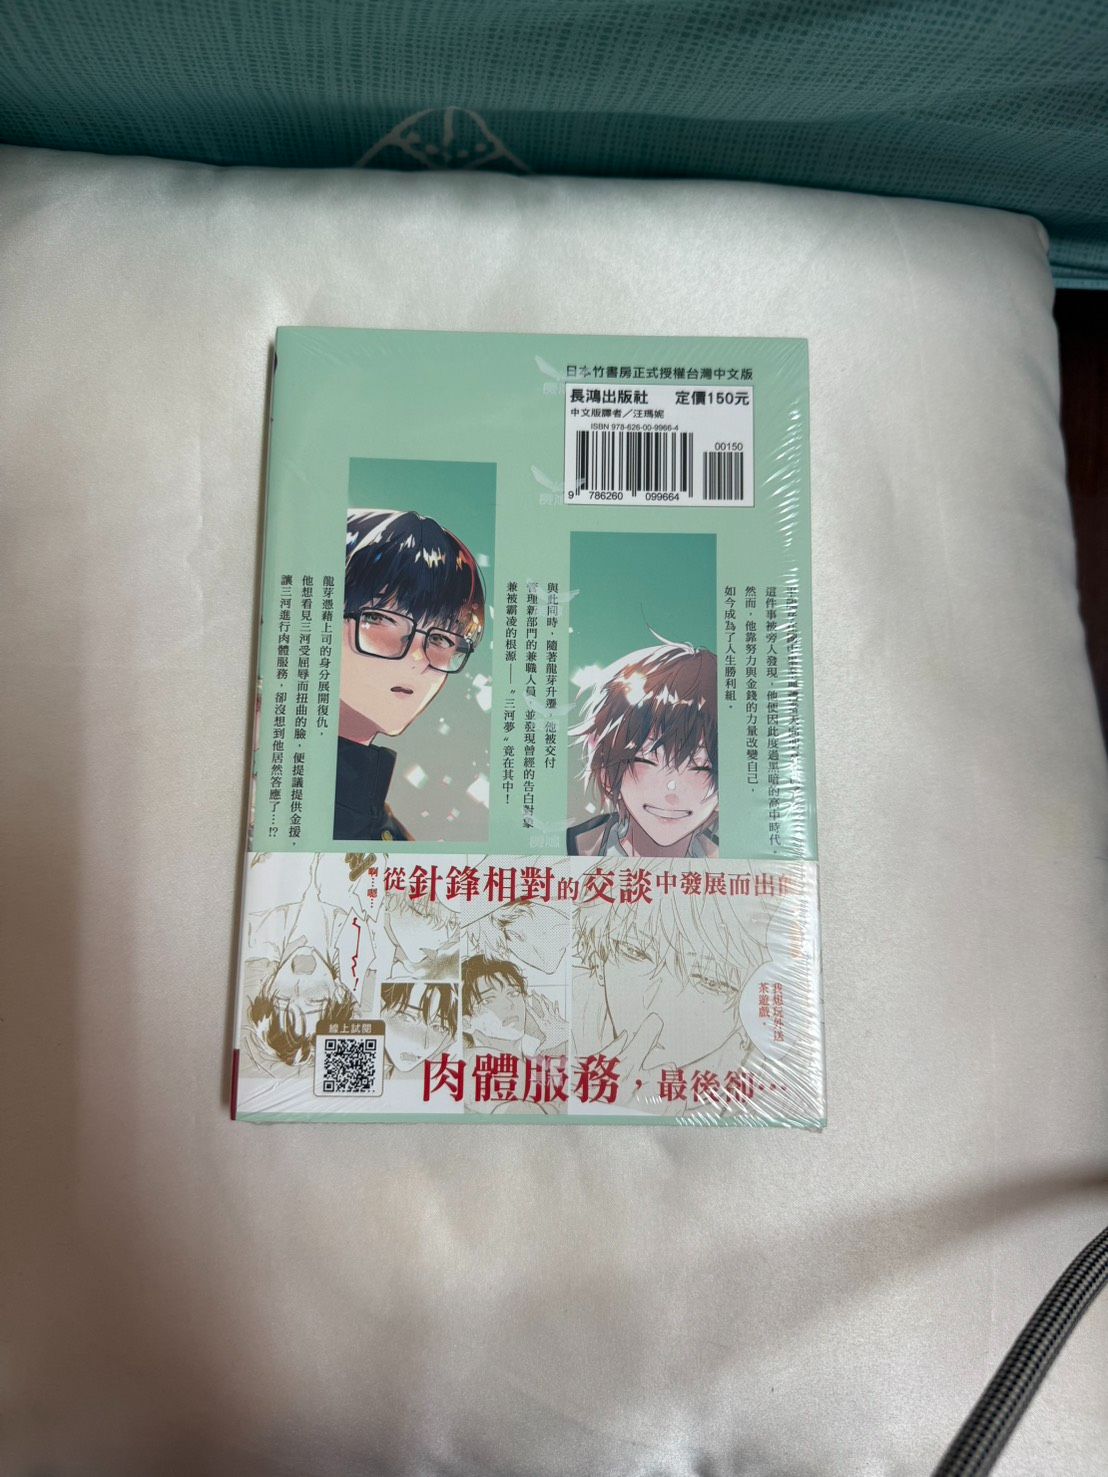 日本竹書房正式授權台灣中文版
長鴻出版社 定價150元
中文版譯者／汪瑪妮
ISBN 978-626-00-9966-4
00150
9 786260 099664
長鴻
這件事被旁人發現，他便因此度過黑暗的高中時代。
然而，他靠努力與金錢的力量改變自己，
如今成為了人生勝利組。
與此同時，隨著龍芽升遷，他被交付
管理新部門的兼職人員，並發現曾經的告白對象
兼被霸凌的根源——〝三河夢〞竟在其中！
龍芽憑藉上司的身分展開復仇，
他想看見三河受屈辱而扭曲的臉，便提議提供金援，
讓三河進行肉體服務，卻沒想到他居然答應了…!?
從針鋒相對的交談中發展而出
啊…嗯…
我想玩外送
茶遊戲。
線上試閱
肉體服務，最後卻…